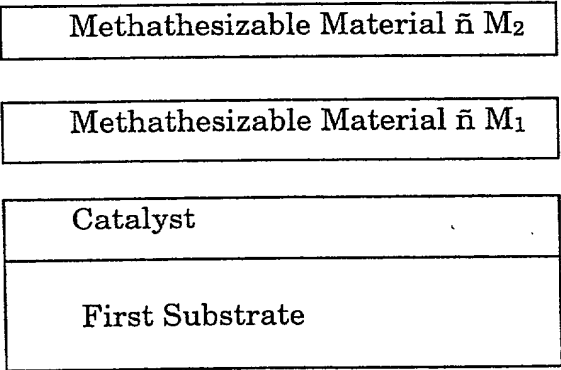 Methathesizable Material ñ M₂
Methathesizable Material ñ M₁
Catalyst
First Substrate